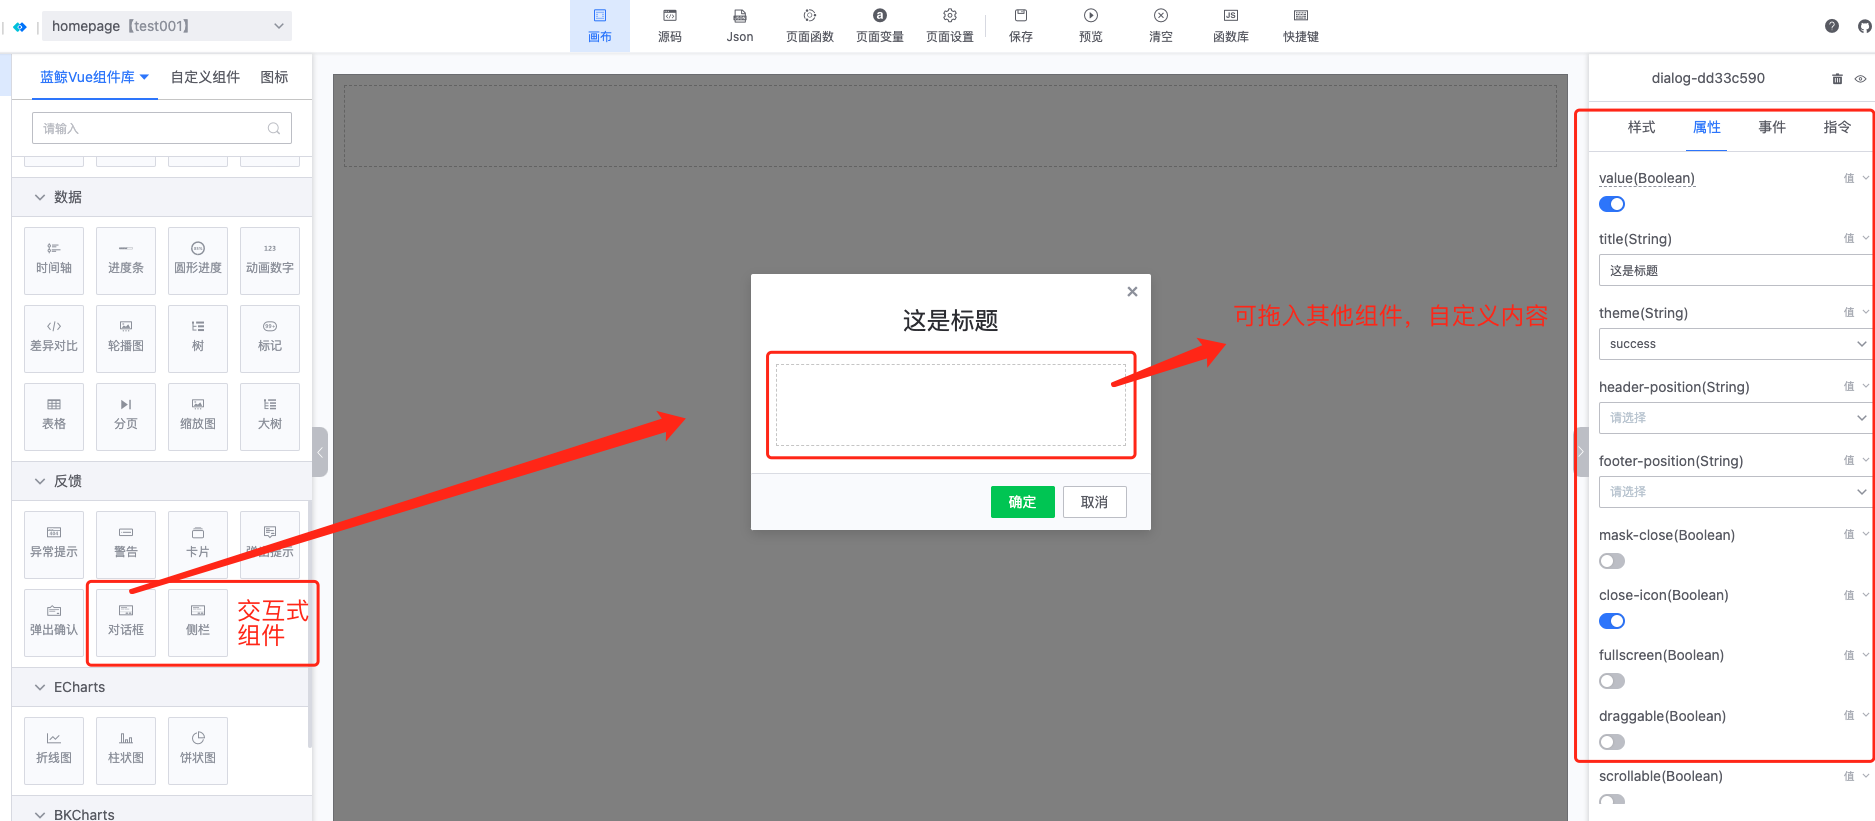 homepage【test001】
画布
源码
Json
页面函数
页面变量
页面设置
保存
预览
清空
函数库
快捷键
蓝鲸Vue组件库
自定义组件
图标
请输入
数据
时间轴
进度条
圆形进度
动画数字
差异对比
轮播图
树
标记
表格
分页
缩放图
大树
反馈
异常提示
警告
卡片
弹出提示
弹出确认
对话框
侧栏
交互式
组件
ECharts
折线图
柱状图
饼状图
BKCharts
这是标题
确定
取消
可拖入其他组件，自定义内容
dialog-dd33c590
样式
属性
事件
指令
value(Boolean)
值
title(String)
值
这是标题
theme(String)
值
success
header-position(String)
值
请选择
footer-position(String)
值
请选择
mask-close(Boolean)
值
close-icon(Boolean)
值
fullscreen(Boolean)
值
draggable(Boolean)
值
scrollable(Boolean)
值